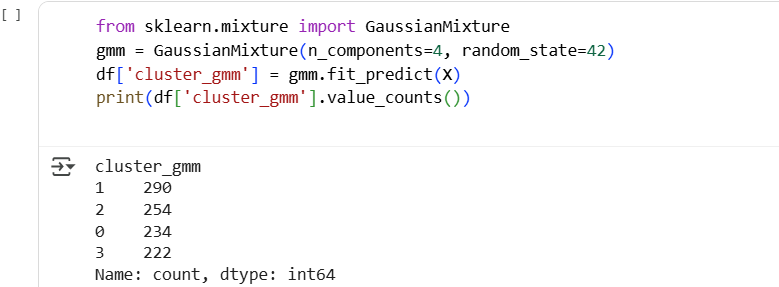 [ ]
from sklearn.mixture import GaussianMixture
gmm = GaussianMixture(n_components=4, random_state=42)
df['cluster_gmm'] = gmm.fit_predict(X)
print(df['cluster_gmm'].value_counts())
cluster_gmm
1    290
2    254
0    234
3    222
Name: count, dtype: int64